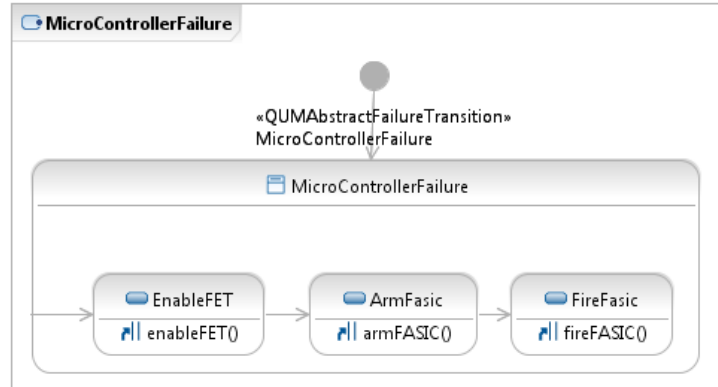 MicroControllerFailure
«QUMAbstractFailureTransition»
MicroControllerFailure
MicroControllerFailure
EnableFET
ArmFasic
FireFasic
enableFET()
armFASIC()
fireFASIC()